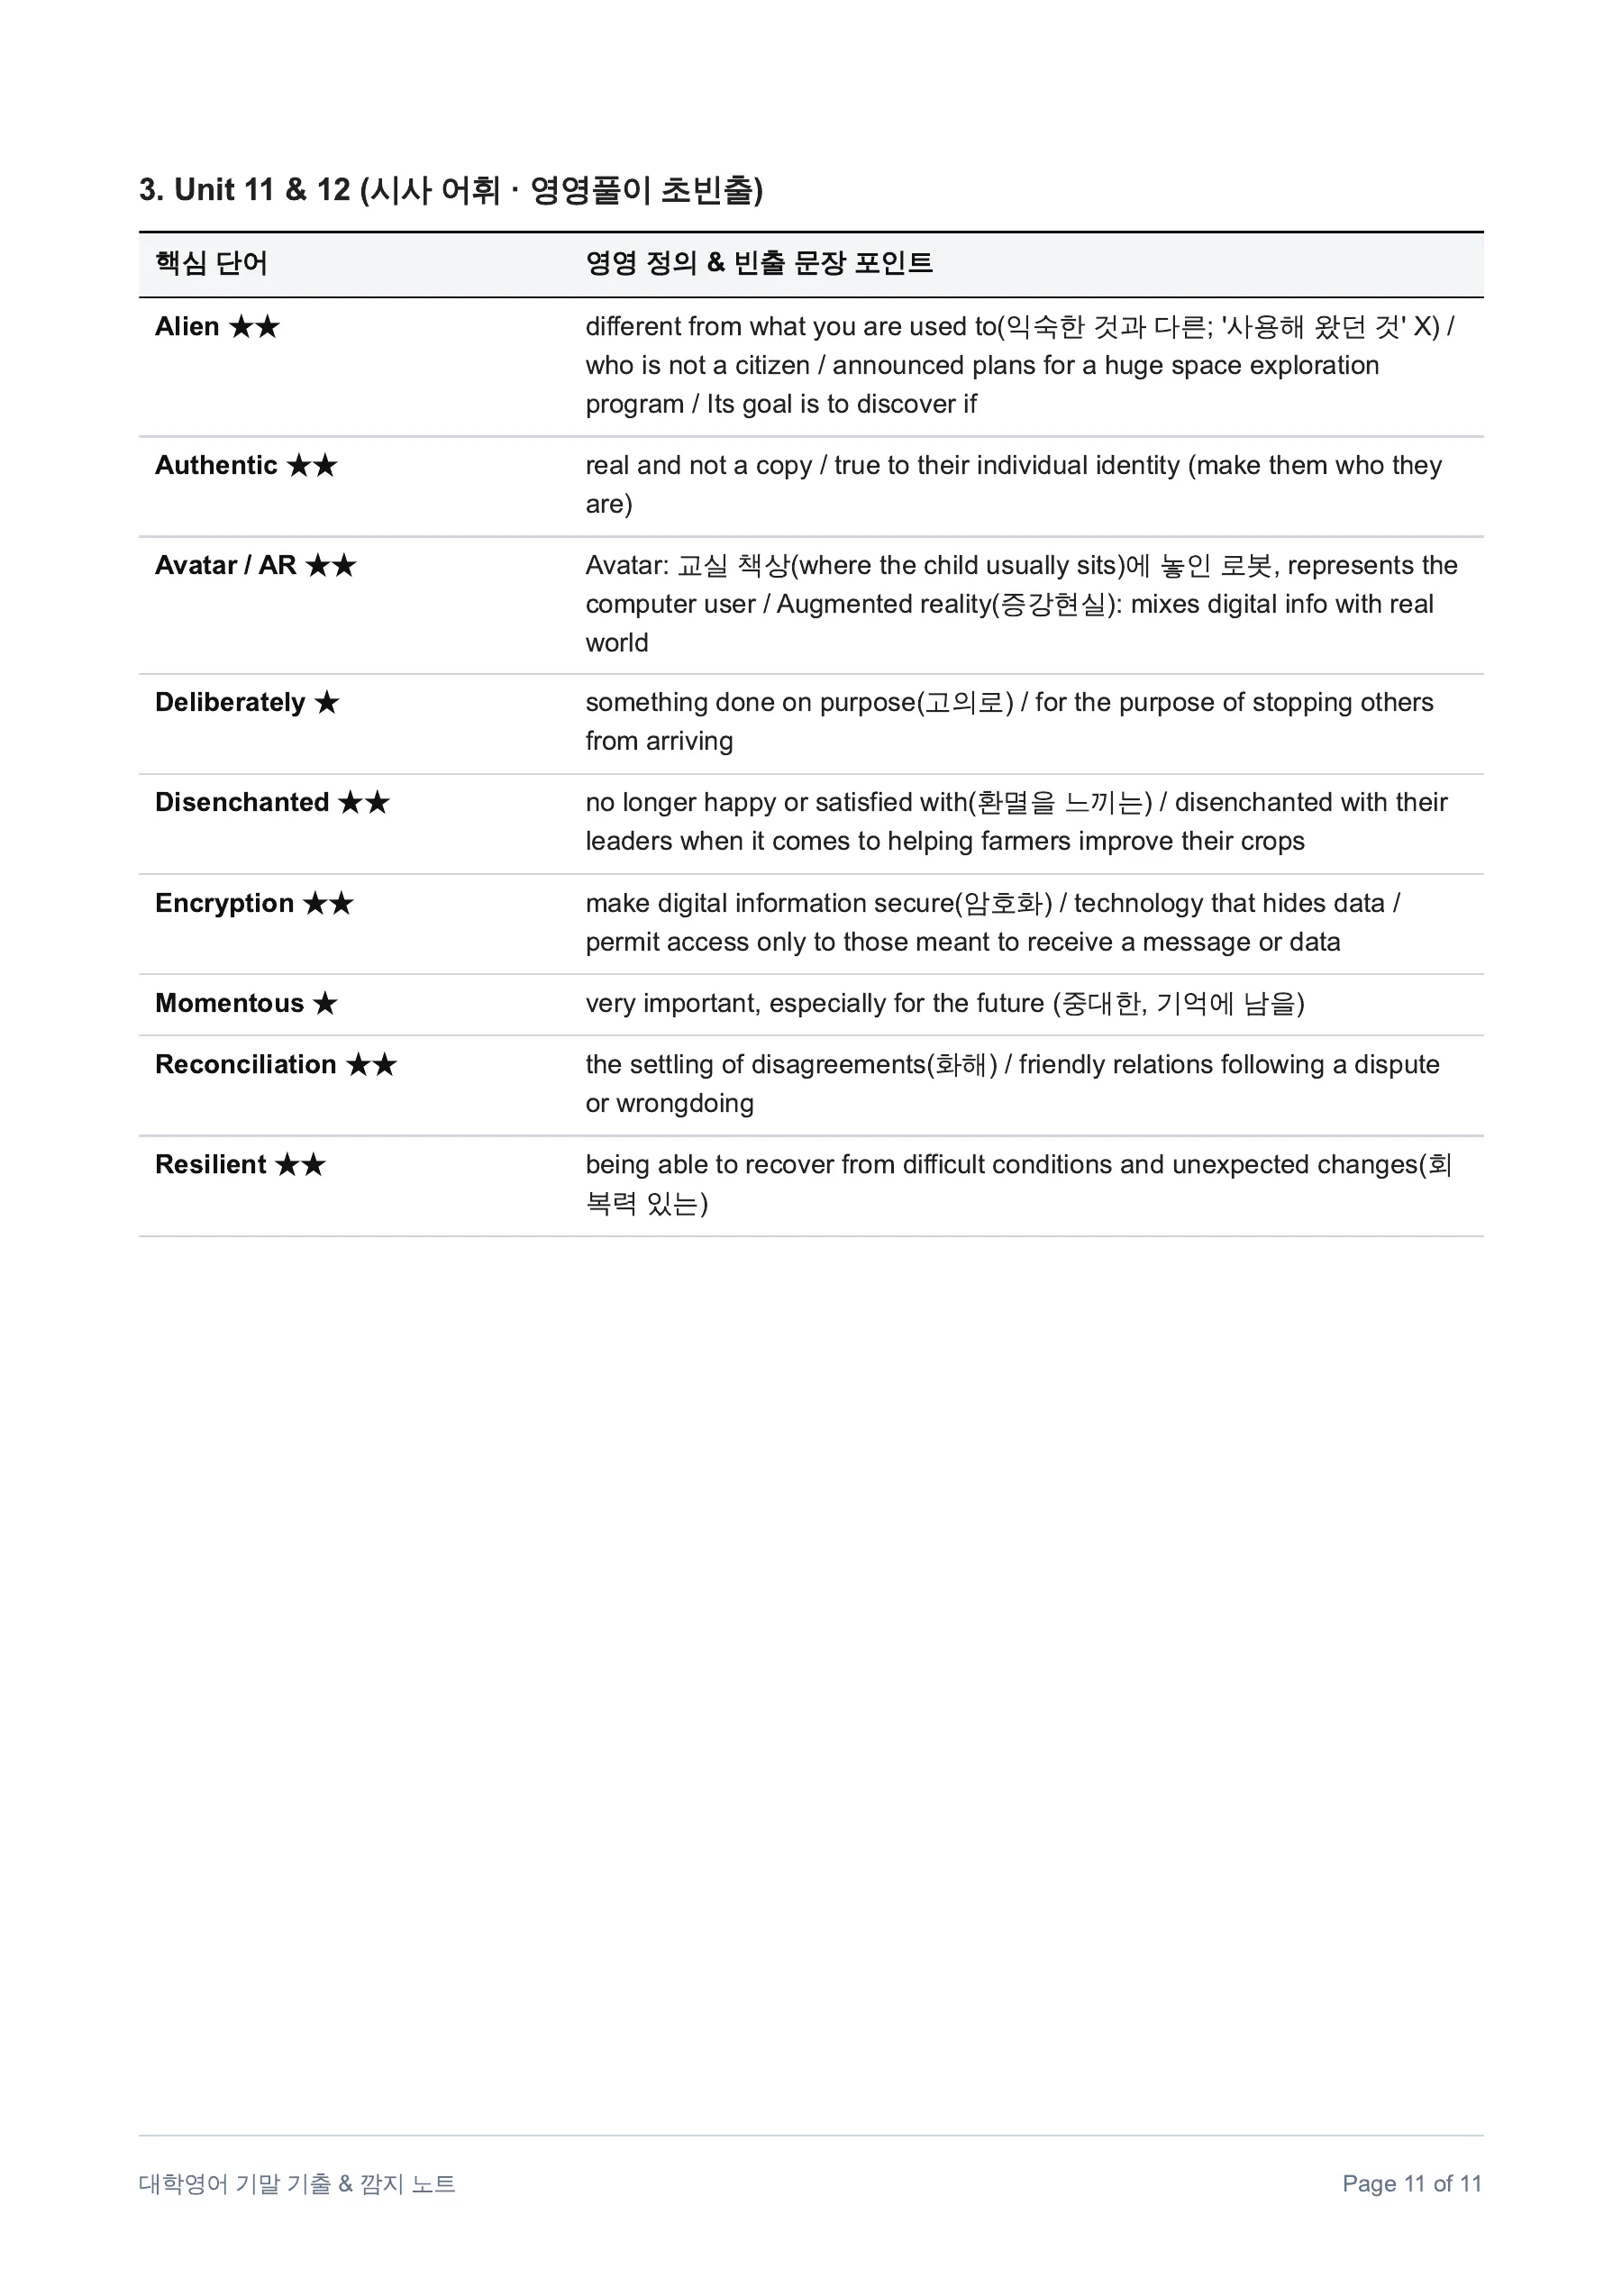 3. Unit 11 & 12 (시사 어휘 · 영영풀이 초빈출)
핵심 단어 영영 정의 & 빈출 문장 포인트
Alien ★★ different from what you are used to(익숙한 것과 다른; '사용해 왔던 것' X) /
who is not a citizen / announced plans for a huge space exploration
program / Its goal is to discover if
Authentic ★★ real and not a copy / true to their individual identity (make them who they
are)
Avatar / AR ★★ Avatar: 교실 책상(where the child usually sits)에 놓인 로봇, represents the
computer user / Augmented reality(증강현실): mixes digital info with real
world
Deliberately ★ something done on purpose(고의로) / for the purpose of stopping others
from arriving
Disenchanted ★★ no longer happy or satisfied with(환멸을 느끼는) / disenchanted with their
leaders when it comes to helping farmers improve their crops
Encryption ★★ make digital information secure(암호화) / technology that hides data /
permit access only to those meant to receive a message or data
Momentous ★ very important, especially for the future (중대한, 기억에 남을)
Reconciliation ★★ the settling of disagreements(화해) / friendly relations following a dispute
or wrongdoing
Resilient ★★ being able to recover from difficult conditions and unexpected changes(회
복력 있는)
대학영어 기말 기출 & 깜지 노트 Page 11 of 11